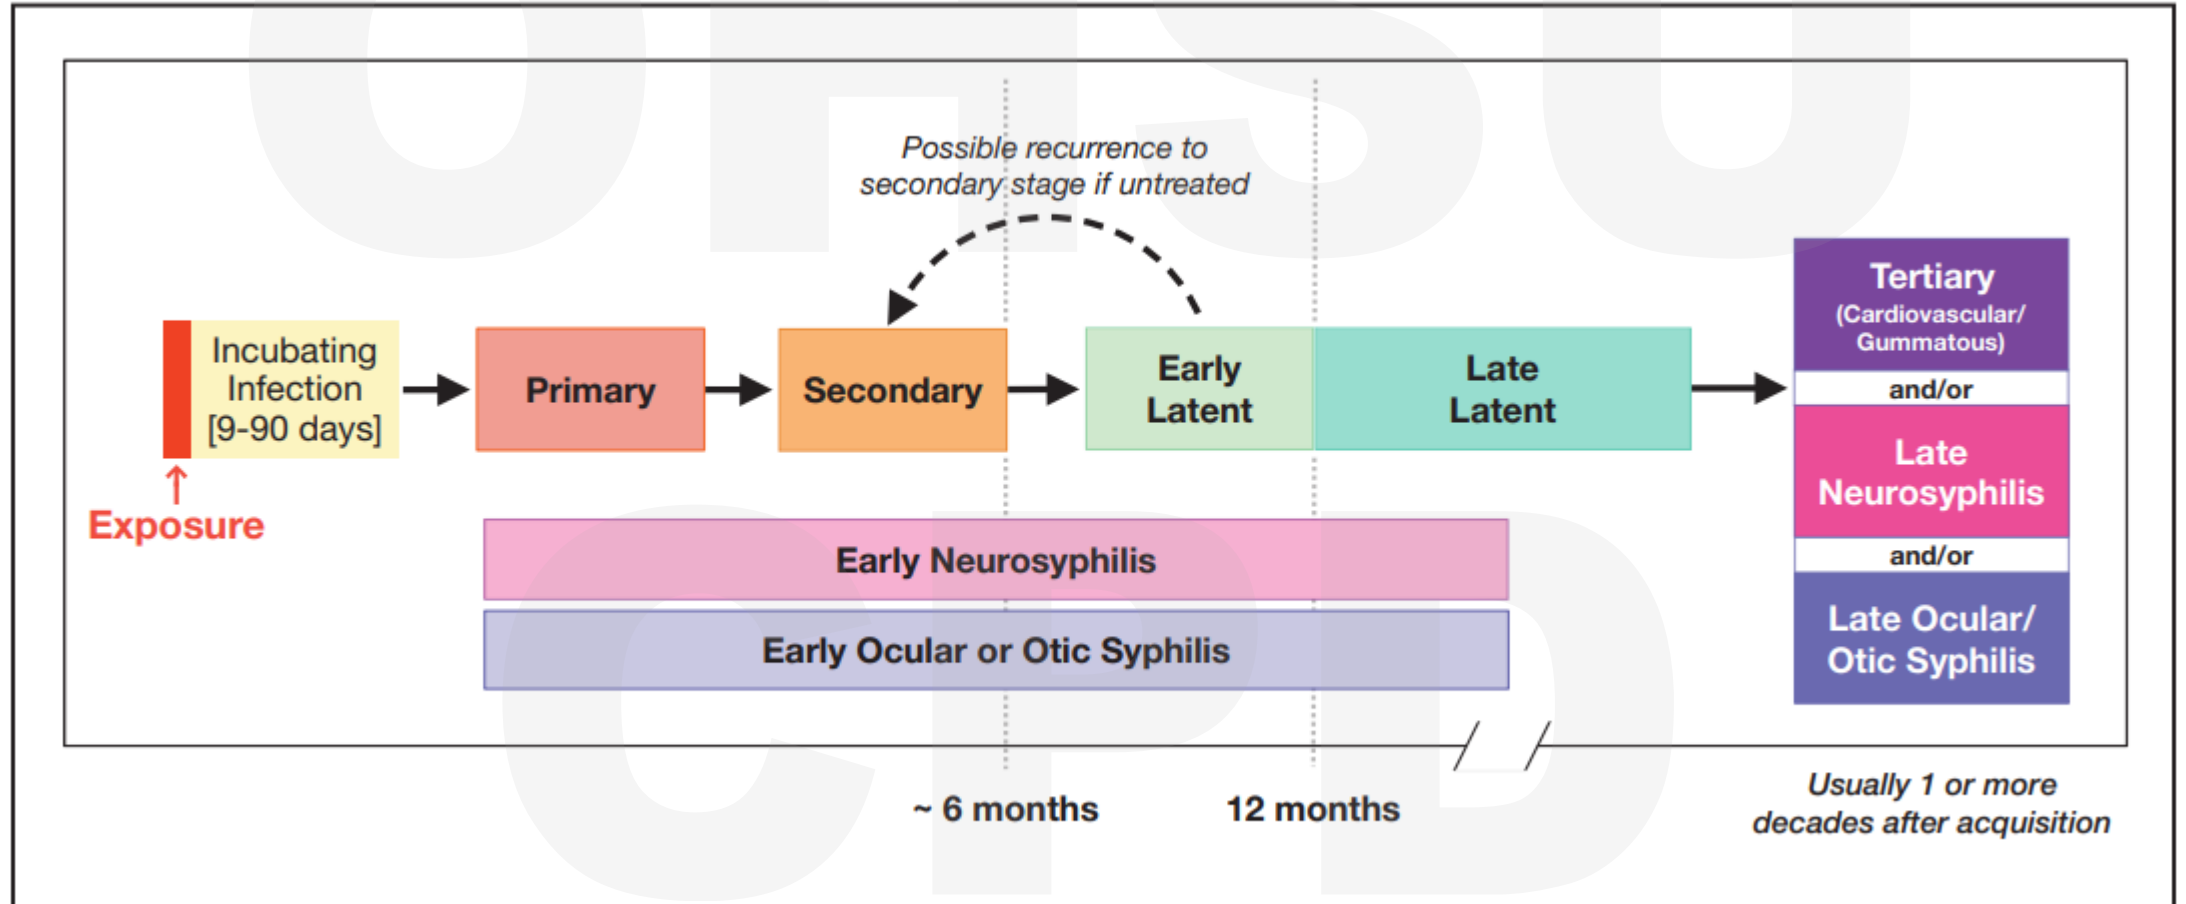 OHSU
Possible recurrence to
secondary stage if untreated
Incubating
Infection
[9-90 days]
Primary
Secondary
Early
Latent
Late
Latent
Tertiary
(Cardiovascular/
Gummatous)
and/or
Late
Neurosyphilis
and/or
Late Ocular/
Otic Syphilis
Exposure
Early Neurosyphilis
Early Ocular or Otic Syphilis
CPD
~ 6 months
12 months
Usually 1 or more
decades after acquisition